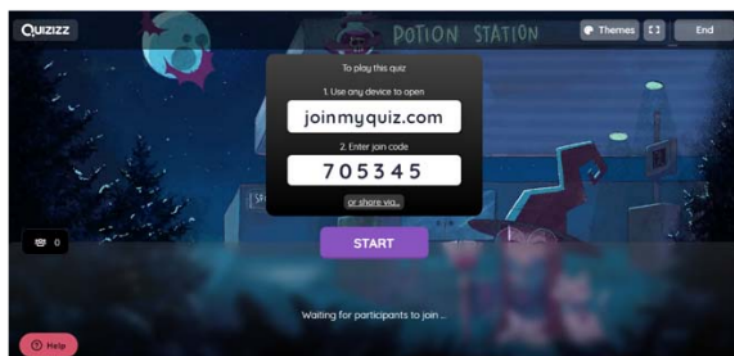 QUIZIZZ
POTION STATION
Themes
End
To play this quiz
1. Use any device to open
joinmyquiz.com
2. Enter join code
705345
or share via..
0
START
Waiting for participants to join ..
Help